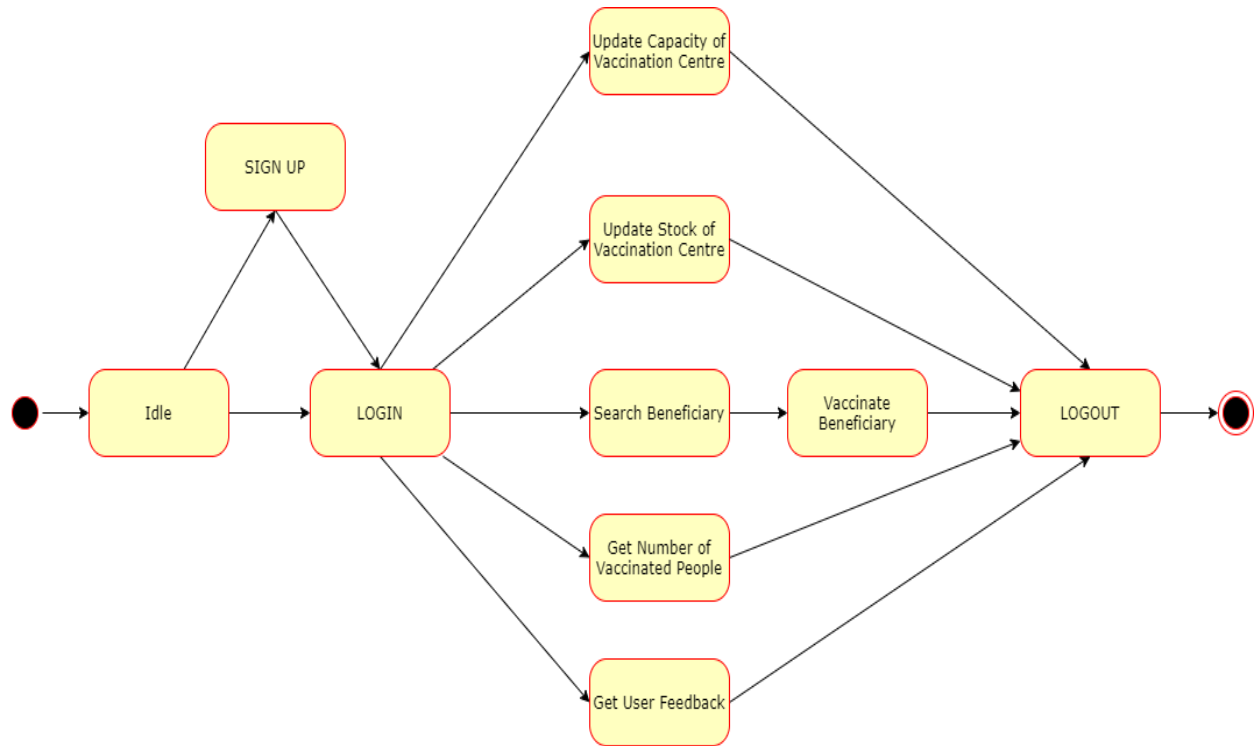 Update Capacity of
Vaccination Centre
SIGN UP
Update Stock of
Vaccination Centre
Idle
LOGIN
Search Beneficiary
Vaccinate
Beneficiary
LOGOUT
Get Number of
Vaccinated People
Get User Feedback